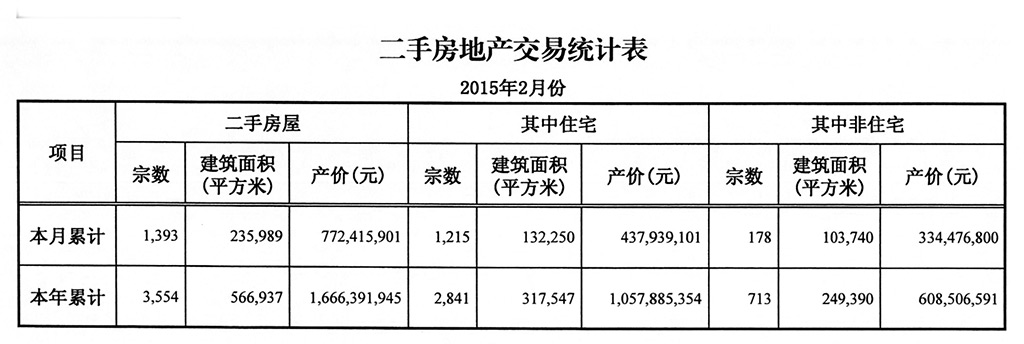 二手房地产交易统计表
2015年2月份
项目 二手房屋 其中住宅 其中非住宅
宗数 建筑面积(平方米) 产价(元) 宗数 建筑面积(平方米) 产价(元) 宗数 建筑面积(平方米) 产价(元)
本月累计 1,393 235,989 772,415,901 1,215 132,250 437,939,101 178 103,740 334,476,800
本年累计 3,554 566,937 1,666,391,945 2,841 317,547 1,057,885,354 713 249,390 608,506,591